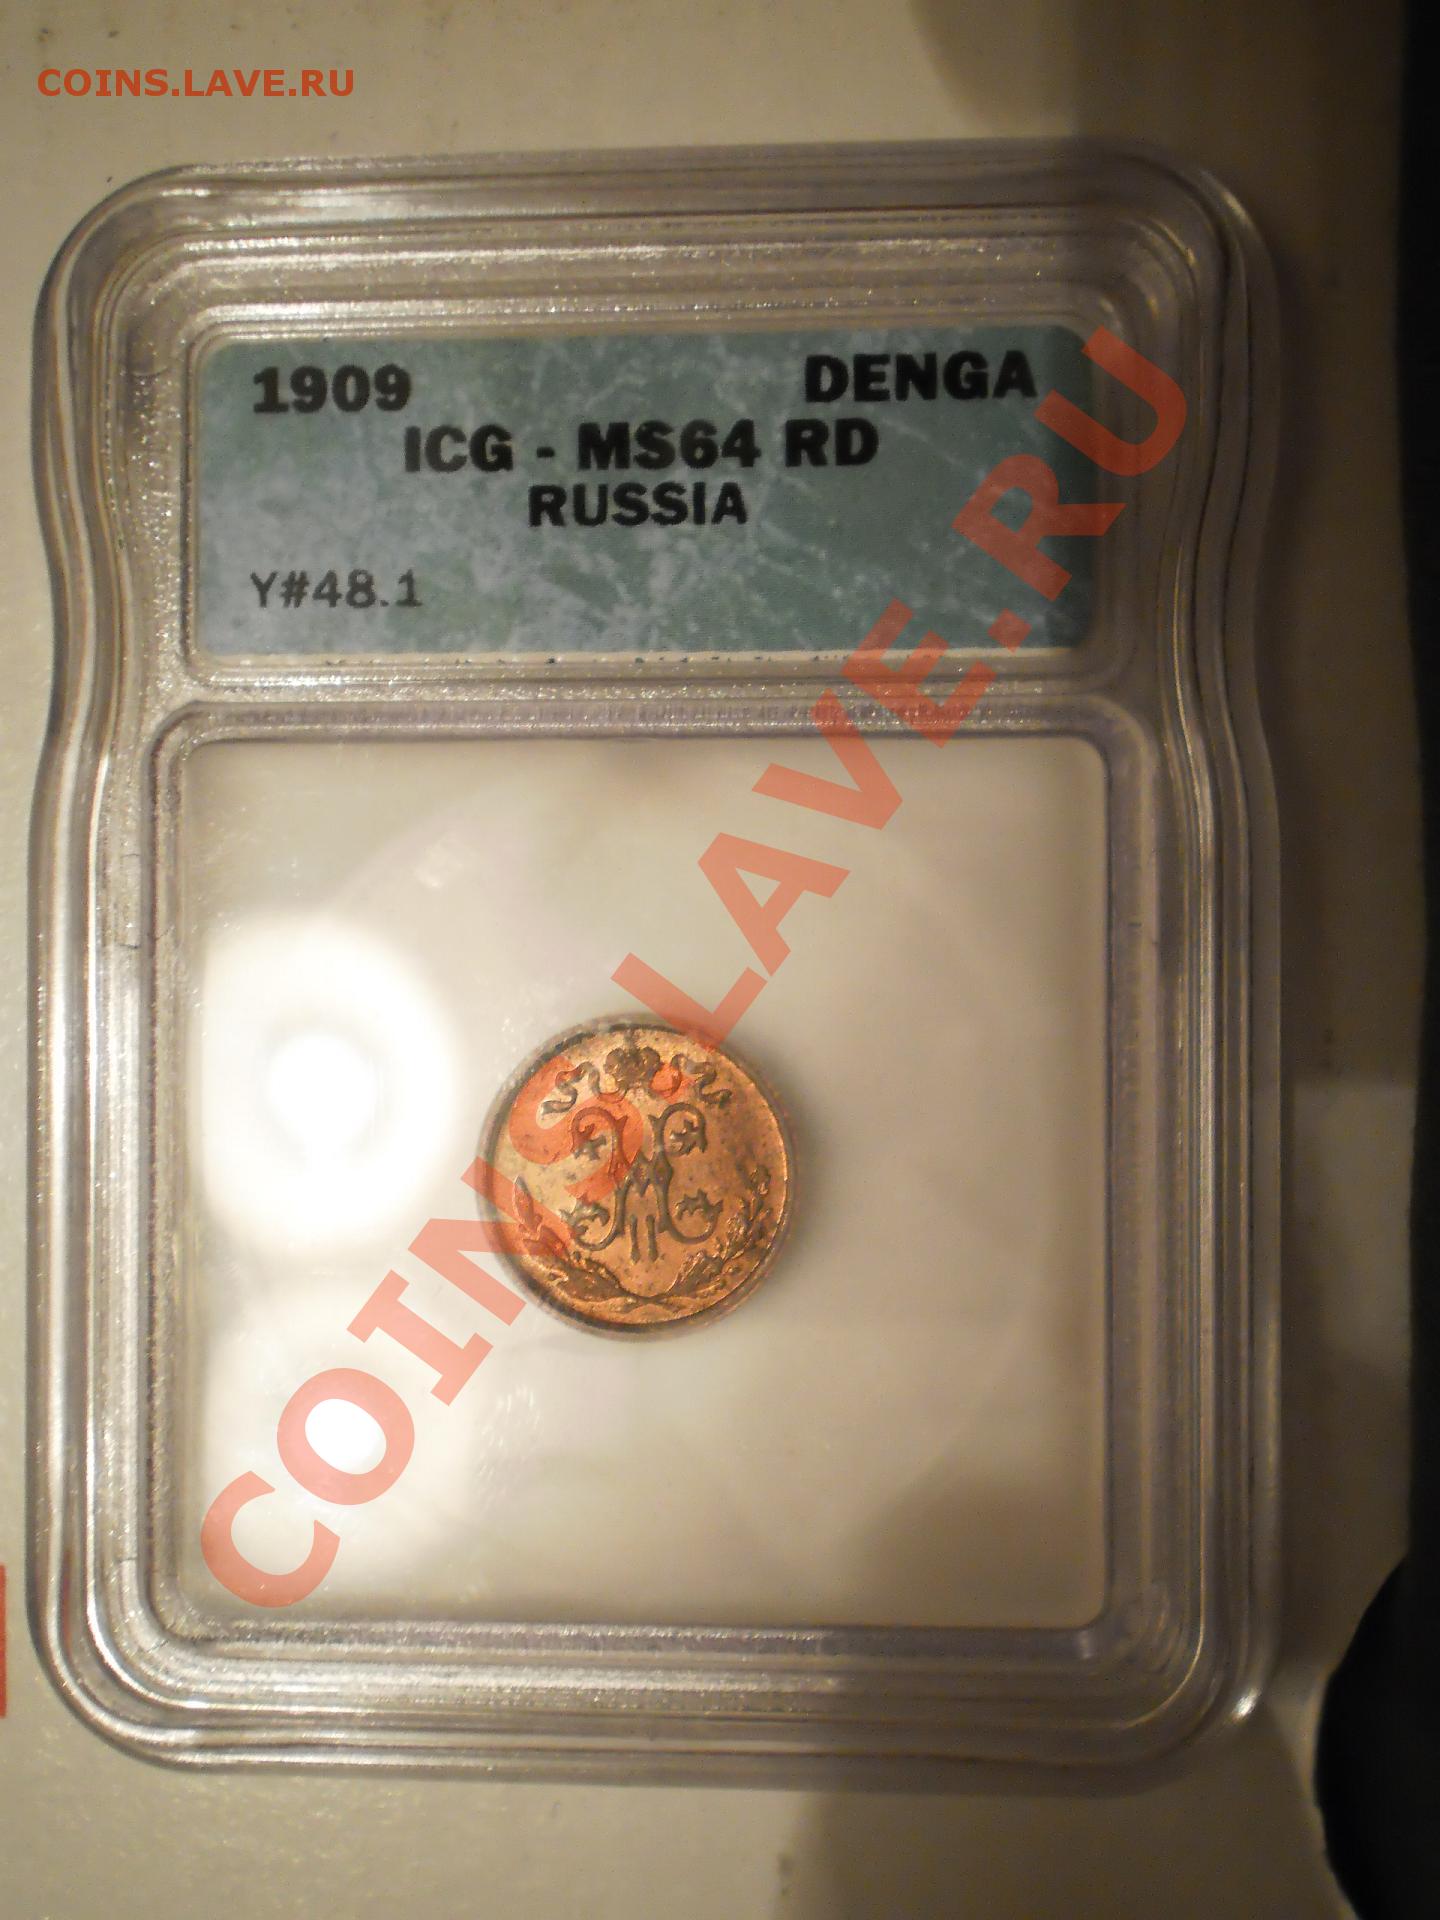 COINS.LAVE.RU
1909 DENGA
ICG - MS64 RD
RUSSIA
Y#48.1
COINS.LAVE.RU